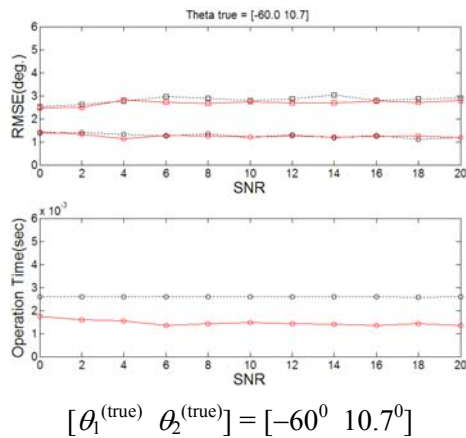 Theta true = [-60.0 10.7]
6
5
4
3
2
1
0
RMSE(deg.)
0 2 4 6 8 10 12 14 16 18 20
SNR
x 10⁻³
6
5
4
3
2
1
0
Operation Time(sec)
0 2 4 6 8 10 12 14 16 18 20
SNR
[θ₁⁽ᵗʳᵘᵉ⁾ θ₂⁽ᵗʳᵘᵉ⁾] = [−60⁰ 10.7⁰]